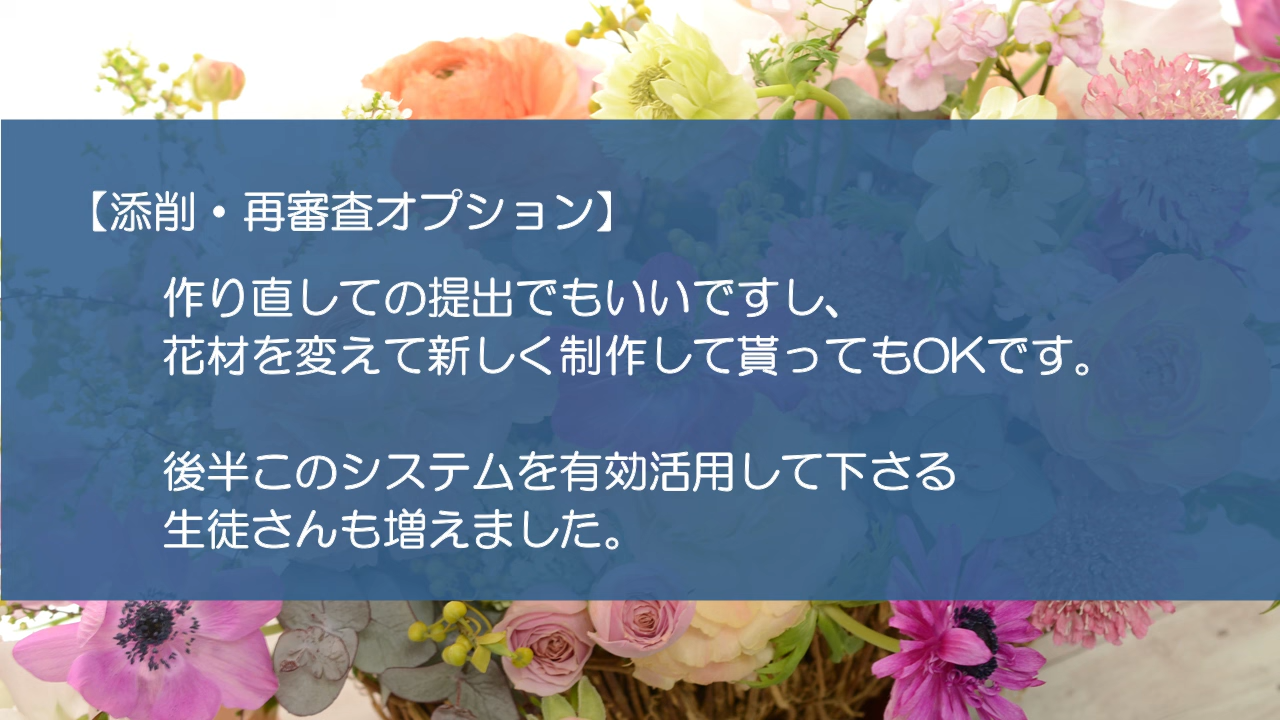 【添削・再審査オプション】
作り直しての提出でもいいですし、
花材を変えて新しく制作して貰ってもOKです。
後半このシステムを有効活用して下さる
生徒さんも増えました。